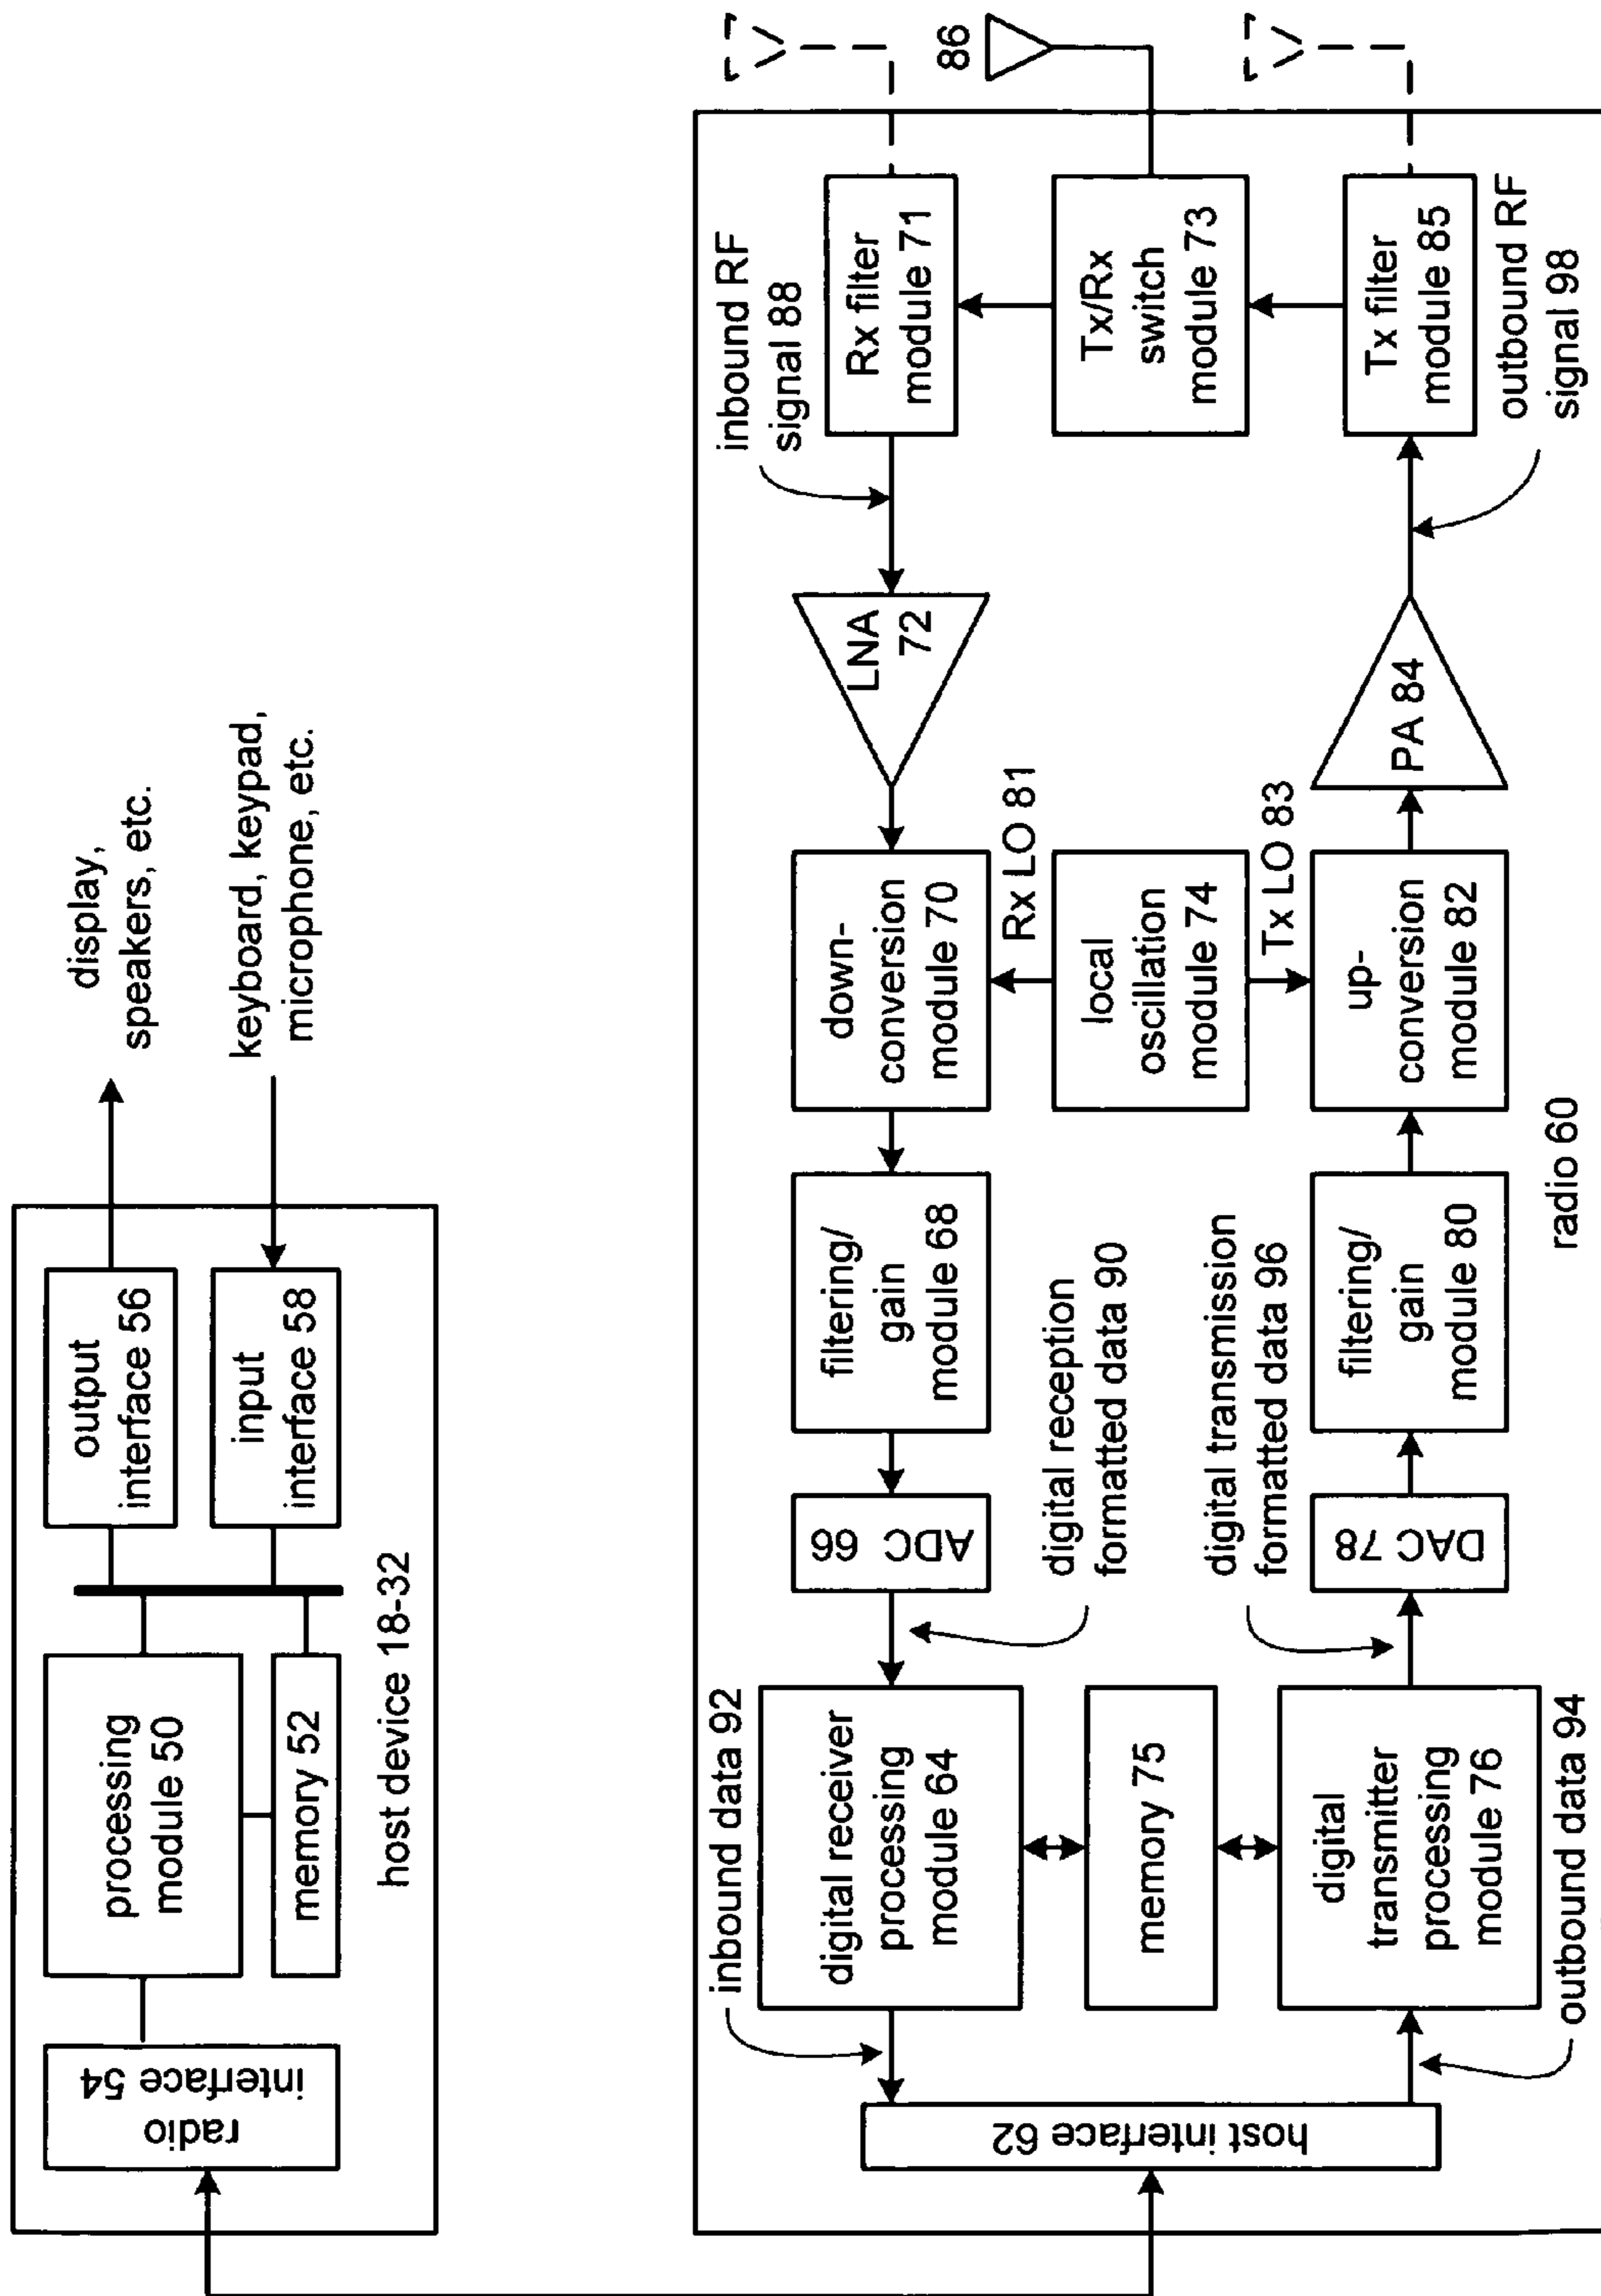 radio
interface 54
processing
module 50
memory 52
output
interface 56
input
interface 58
display,
speakers, etc.
keyboard, keypad,
microphone, etc.
host device 18-32
host interface 62
inbound data 92
digital receiver
processing
module 64
memory 75
digital
transmitter
processing
module 76
outbound data 94
ADC 66
digital reception
formatted data 90
digital transmission
formatted data 96
DAC 78
filtering/
gain
module 68
filtering/
gain
module 80
down-
conversion
module 70
Rx LO 81
local
oscillation
module 74
Tx LO 83
up-
conversion
module 82
radio 60
LNA
72
PA 84
inbound RF
signal 88
Rx filter
module 71
Tx/Rx
switch
module 73
Tx filter
module 85
outbound RF
signal 98
86